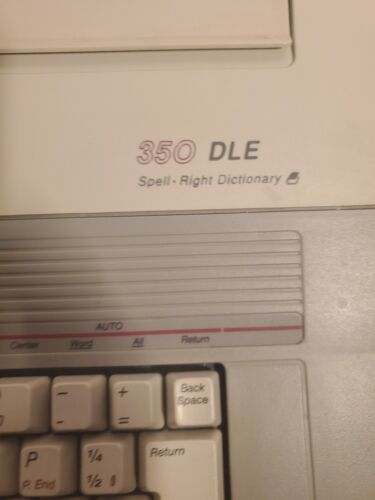 350 DLE
Spell-Right Dictionary
AUTO
Center Word All Return
- + Back Space
- =
P 1/4 Return
P. End 1/2 §